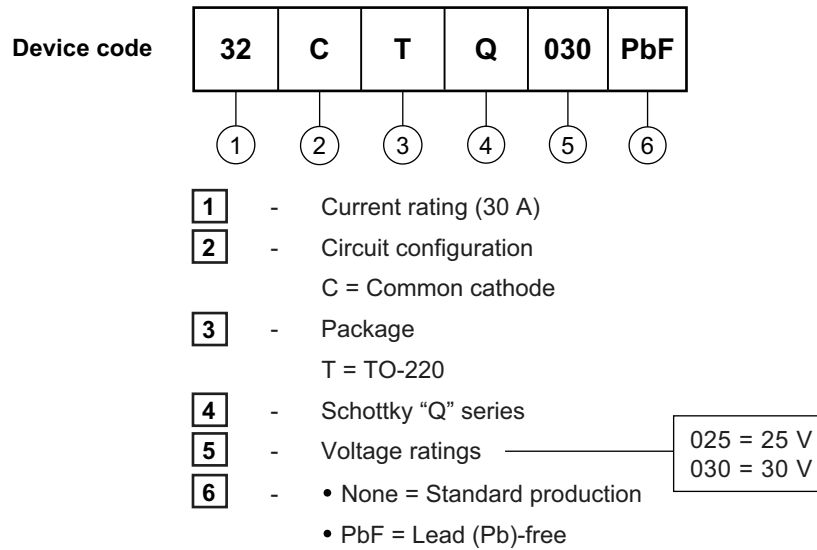 Device code 32 C T Q 030 PbF
1 2 3 4 5 6
1 - Current rating (30 A)
2 - Circuit configuration
C = Common cathode
3 - Package
T = TO-220
4 - Schottky “Q” series
5 - Voltage ratings
025 = 25 V
030 = 30 V
6 - • None = Standard production
• PbF = Lead (Pb)-free